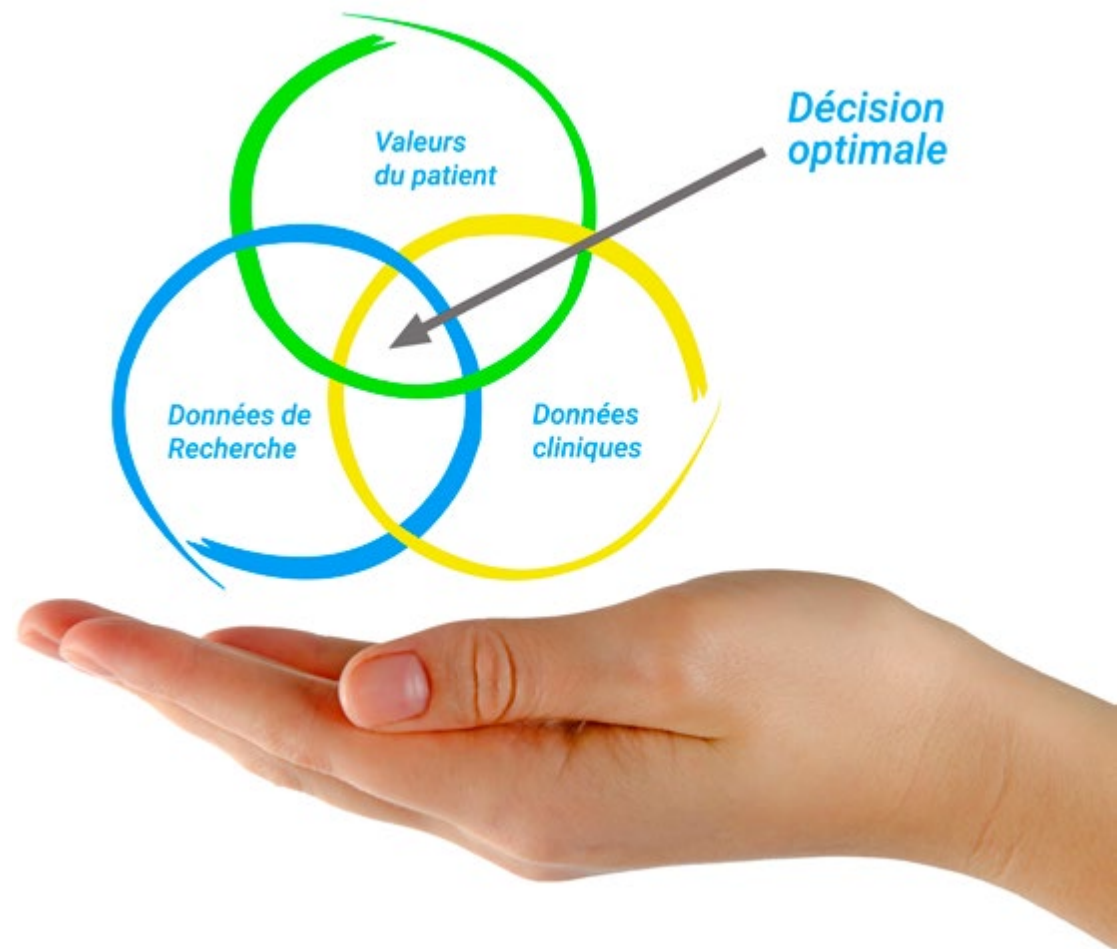 Décision
optimale
Valeurs
du patient
Données de
Recherche
Données
cliniques